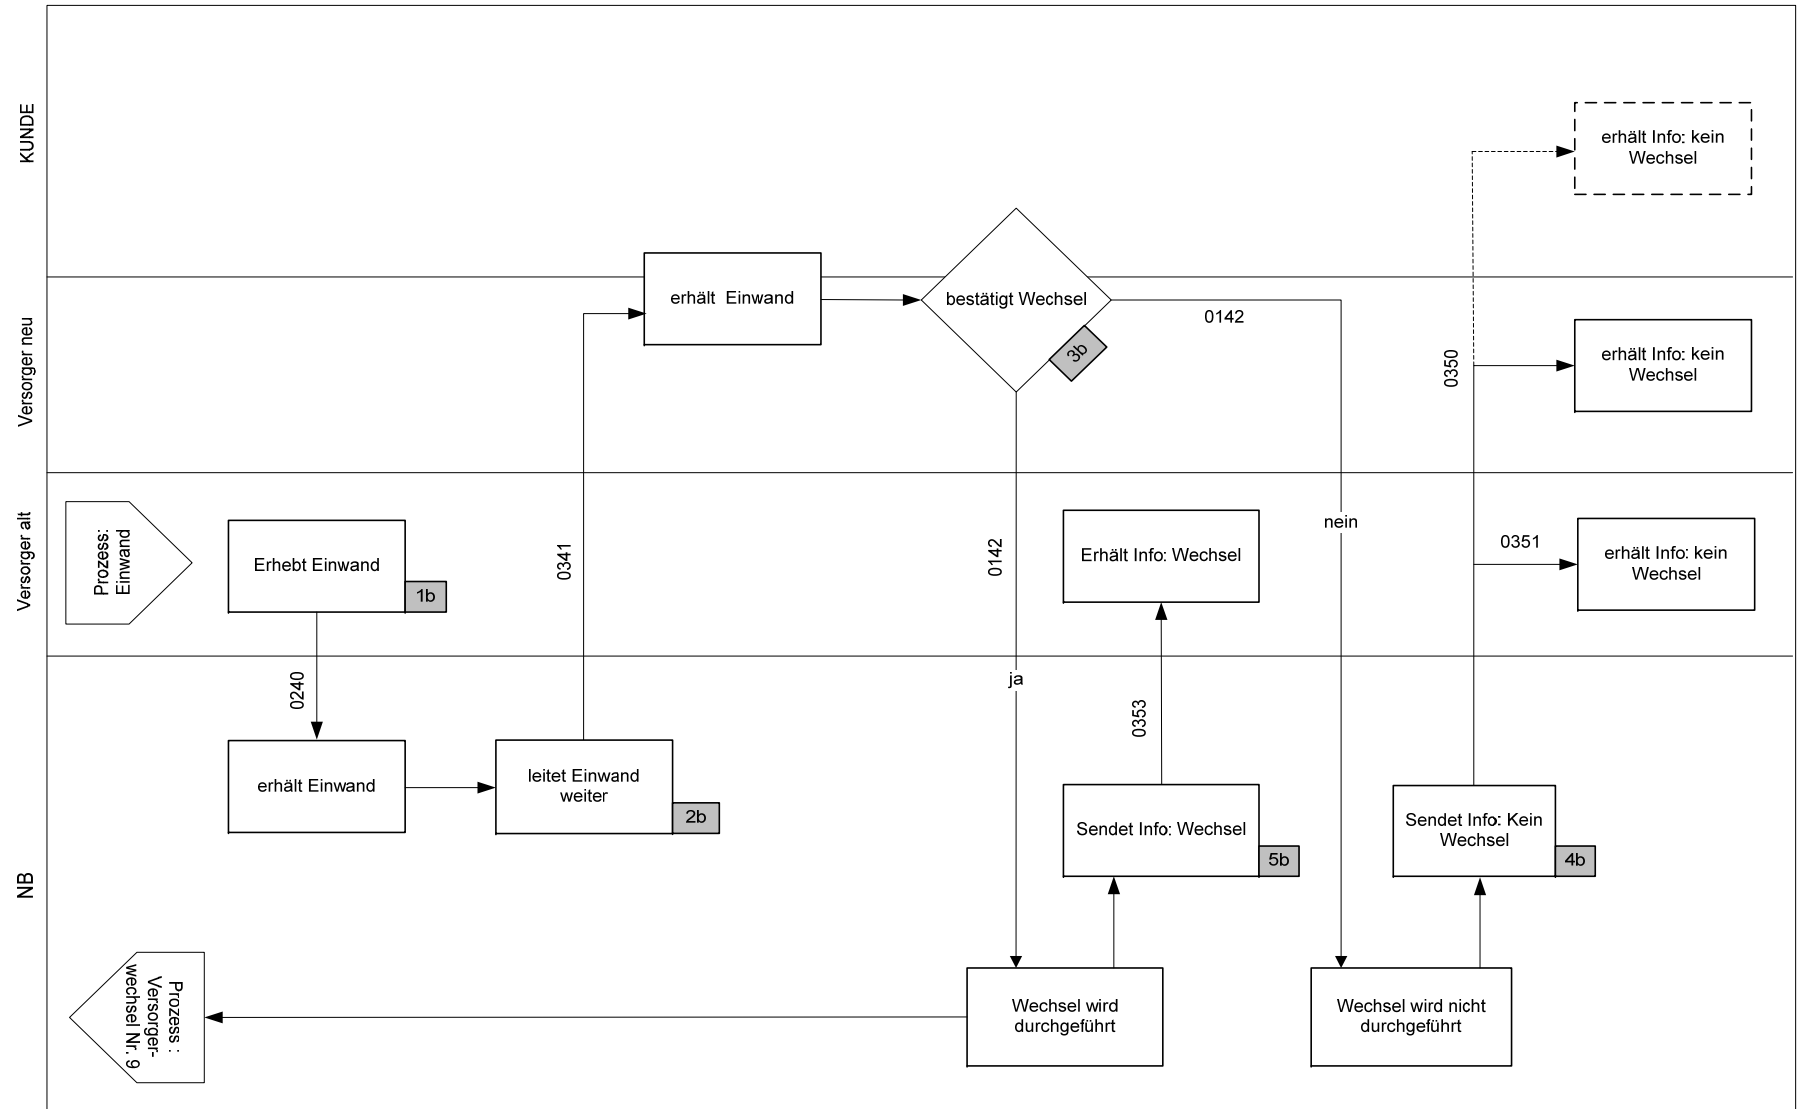 KUNDE
erhält Info: kein
Wechsel
Versorger neu
erhält Einwand
bestätigt Wechsel
3b
0142
0350
erhält Info: kein
Wechsel
Versorger alt
Prozess:
Einwand
Erhebt Einwand
1b
0341
0142
Erhält Info: Wechsel
nein
0351
erhält Info: kein
Wechsel
NB
0240
erhält Einwand
leitet Einwand
weiter
2b
ja
0353
Sendet Info: Wechsel
5b
Sendet Info: Kein
Wechsel
4b
Prozess :
Versorger-
wechsel Nr. 9
Wechsel wird
durchgeführt
Wechsel wird nicht
durchgeführt